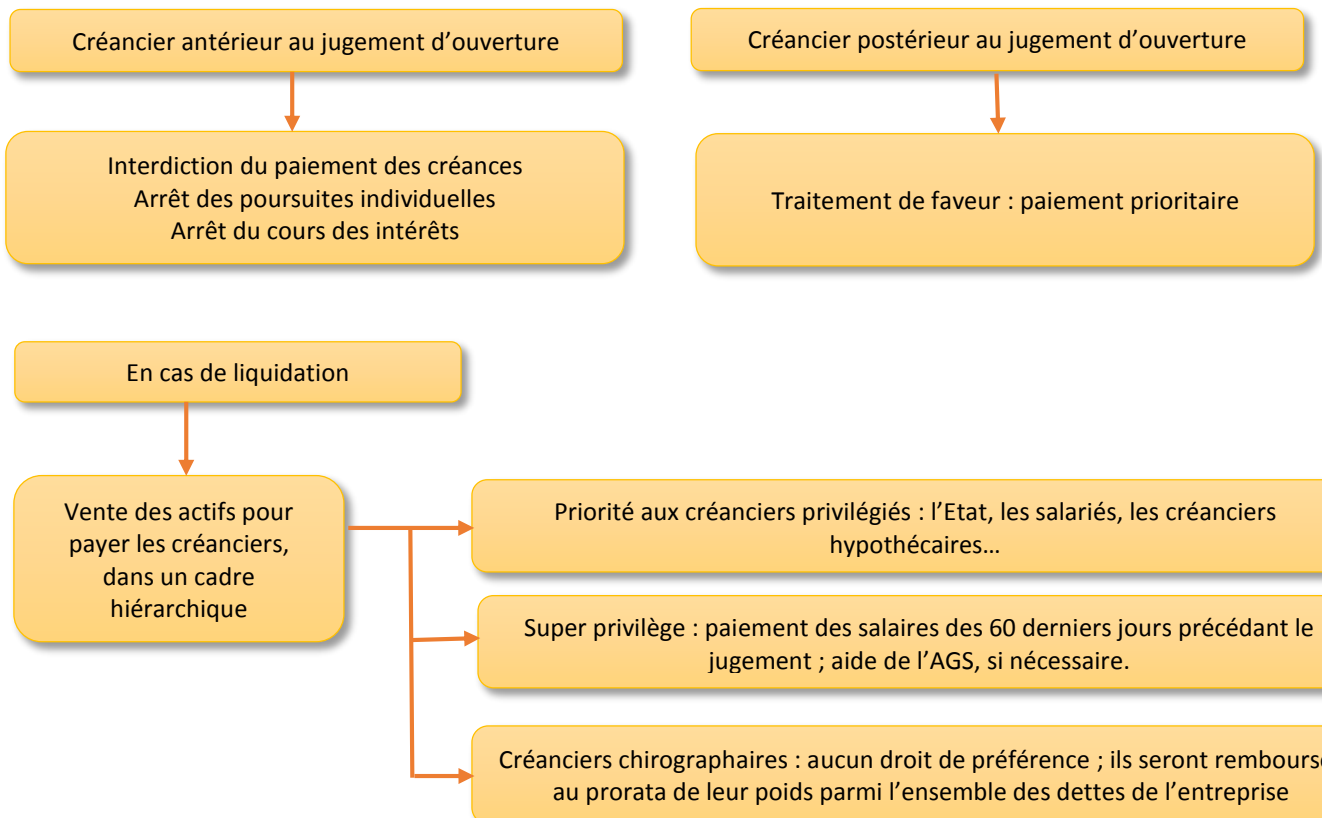 Créancier antérieur au jugement d’ouverture
Créancier postérieur au jugement d’ouverture
Interdiction du paiement des créances
Arrêt des poursuites individuelles
Arrêt du cours des intérêts
Traitement de faveur : paiement prioritaire
En cas de liquidation
Vente des actifs pour
payer les créanciers,
dans un cadre
hiérarchique
Priorité aux créanciers privilégiés : l’Etat, les salariés, les créanciers
hypothécaires…
Super privilège : paiement des salaires des 60 derniers jours précédant le
jugement ; aide de l’AGS, si nécessaire.
Créanciers chirographaires : aucun droit de préférence ; ils seront
au prorata de leur poids parmi l’ensemble des dettes de l’entreprise